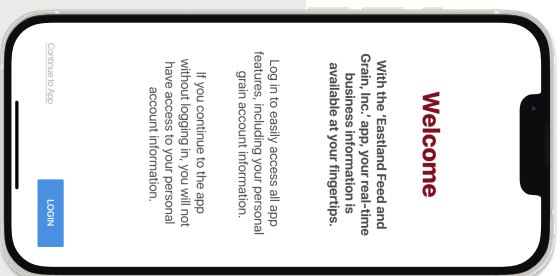 Welcome
With the 'Eastland Feed and
Grain, Inc.' app, your real-time
business information is
available at your fingertips.
Log in to easily access all app
features, including your personal
grain account information.
If you continue to the app
without logging in, you will not
have access to your personal
account information.
Continue to App
LOGIN